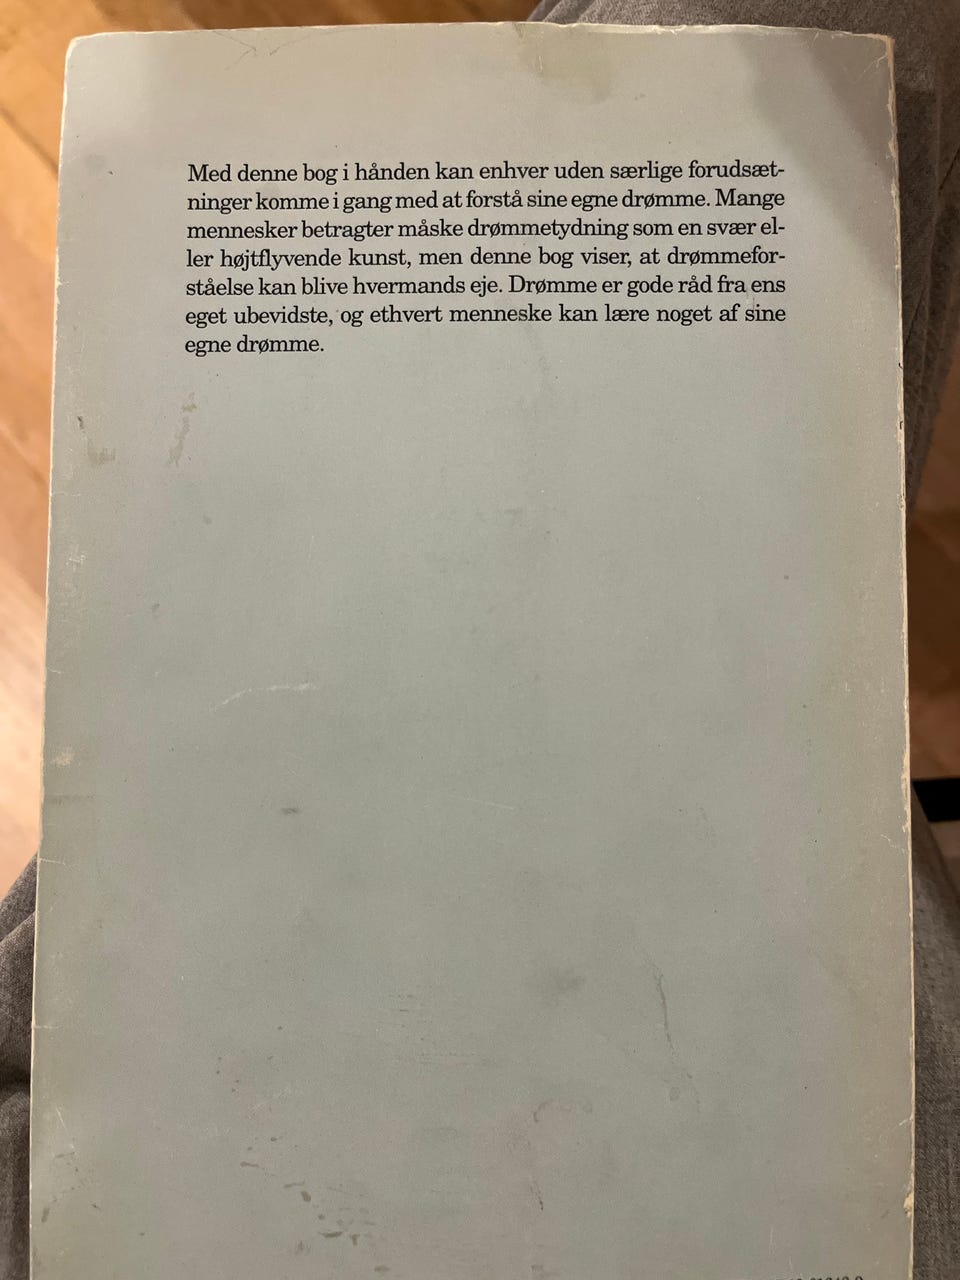 Med denne bog i hånden kan enhver uden særlige forudsæt-
ninger komme i gang med at forstå sine egne drømme. Mange
mennesker betragter måske drømmetydning som en svær el-
ler højtflyvende kunst, men denne bog viser, at drømmefor-
ståelse kan blive hvermands eje. Drømme er gode råd fra ens
eget ubevidste, og ethvert menneske kan lære noget af sine
egne drømme.